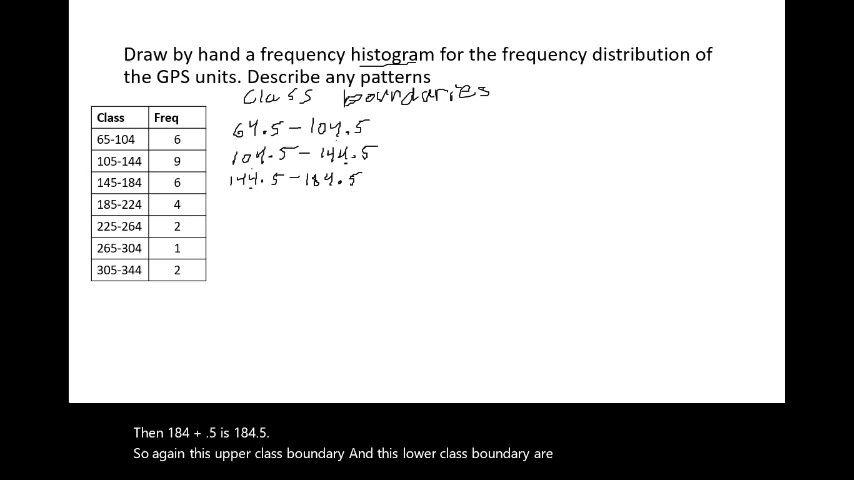 Draw by hand a frequency histogram for the frequency distribution of
the GPS units. Describe any patterns
Class boundaries
Class Freq
65-104 6
105-144 9
145-184 6
185-224 4
225-264 2
265-304 1
305-344 2
64.5 – 104.5
104.5 – 144.5
144.5 – 184.5
Then 184 + .5 is 184.5.
So again this upper class boundary And this lower class boundary are